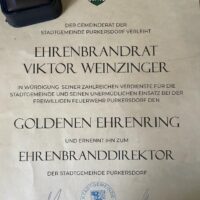 DER GEMEINDERAT DER
STADTGEMEINDE PURKERSDORF VERLEIHT
EHRENBRANDRAT
VIKTOR WEINZINGER
IN WÜRDIGUNG SEINER ZAHLREICHEN VERDIENSTE FÜR DIE
STADTGEMEINDE UND SEINEN UNERMÜDLICHEN EINSATZ BEI DER
FREIWILLIGEN FEUERWEHR PURKERSDORF DEN
GOLDENEN EHRENRING
UND ERNENNT IHN ZUM
EHRENBRANDDIREKTOR
DER STADTGEMEINDE PURKERSDORF